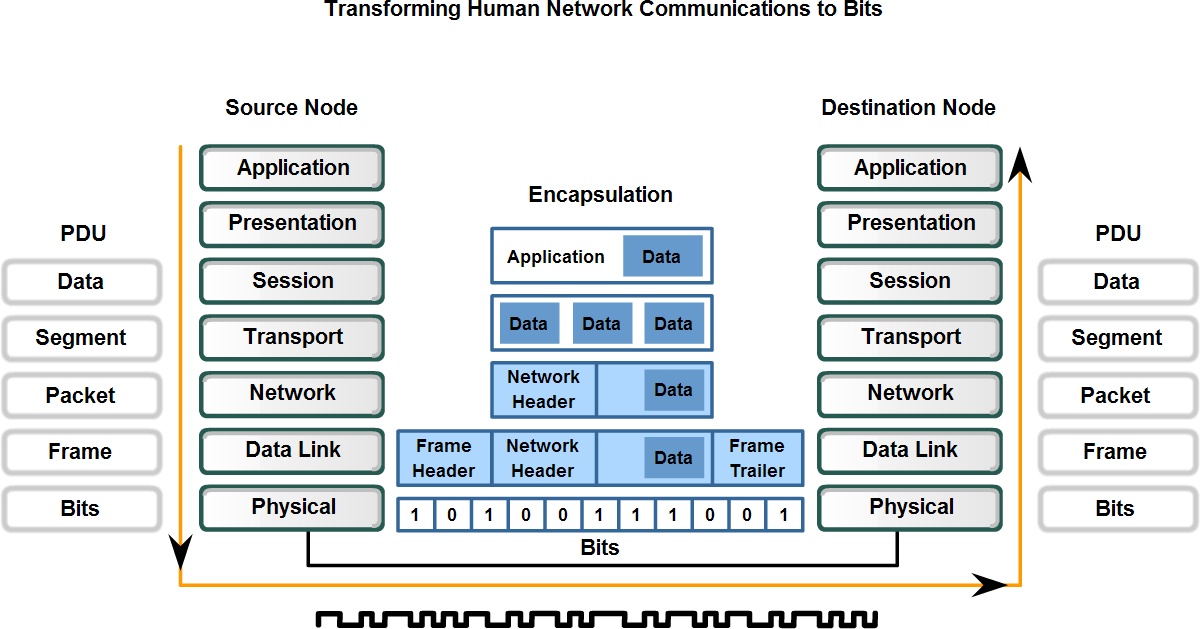 Transforming Human Network Communications to Bits
Source Node
Destination Node
PDU
Data
Segment
Packet
Frame
Bits
Application
Presentation
Session
Transport
Network
Data Link
Physical
Encapsulation
Application Data
Data Data Data
Network
Header
Data
Frame
Header
Network
Header
Data
Frame
Trailer
1 0 1 0 0 1 1 1 0 0 1
Bits
Application
Presentation
Session
Transport
Network
Data Link
Physical
PDU
Data
Segment
Packet
Frame
Bits